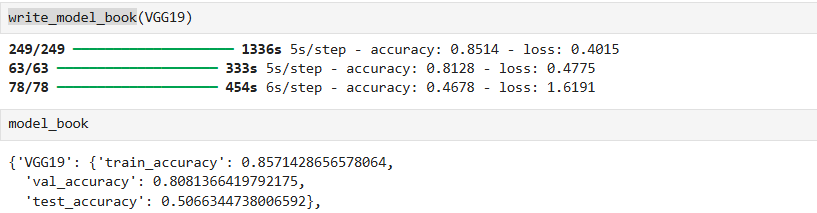 write_model_book(VGG19)
249/249 ━━━━━━━━━━━━━━━━━━━━ 1336s 5s/step - accuracy: 0.8514 - loss: 0.4015
63/63 ━━━━━━━━━━━━━━━━━━━━ 333s 5s/step - accuracy: 0.8128 - loss: 0.4775
78/78 ━━━━━━━━━━━━━━━━━━━━ 454s 6s/step - accuracy: 0.4678 - loss: 1.6191
model_book
{'VGG19': {'train_accuracy': 0.8571428656578064,
'val_accuracy': 0.8081366419792175,
'test_accuracy': 0.5066344738006592},